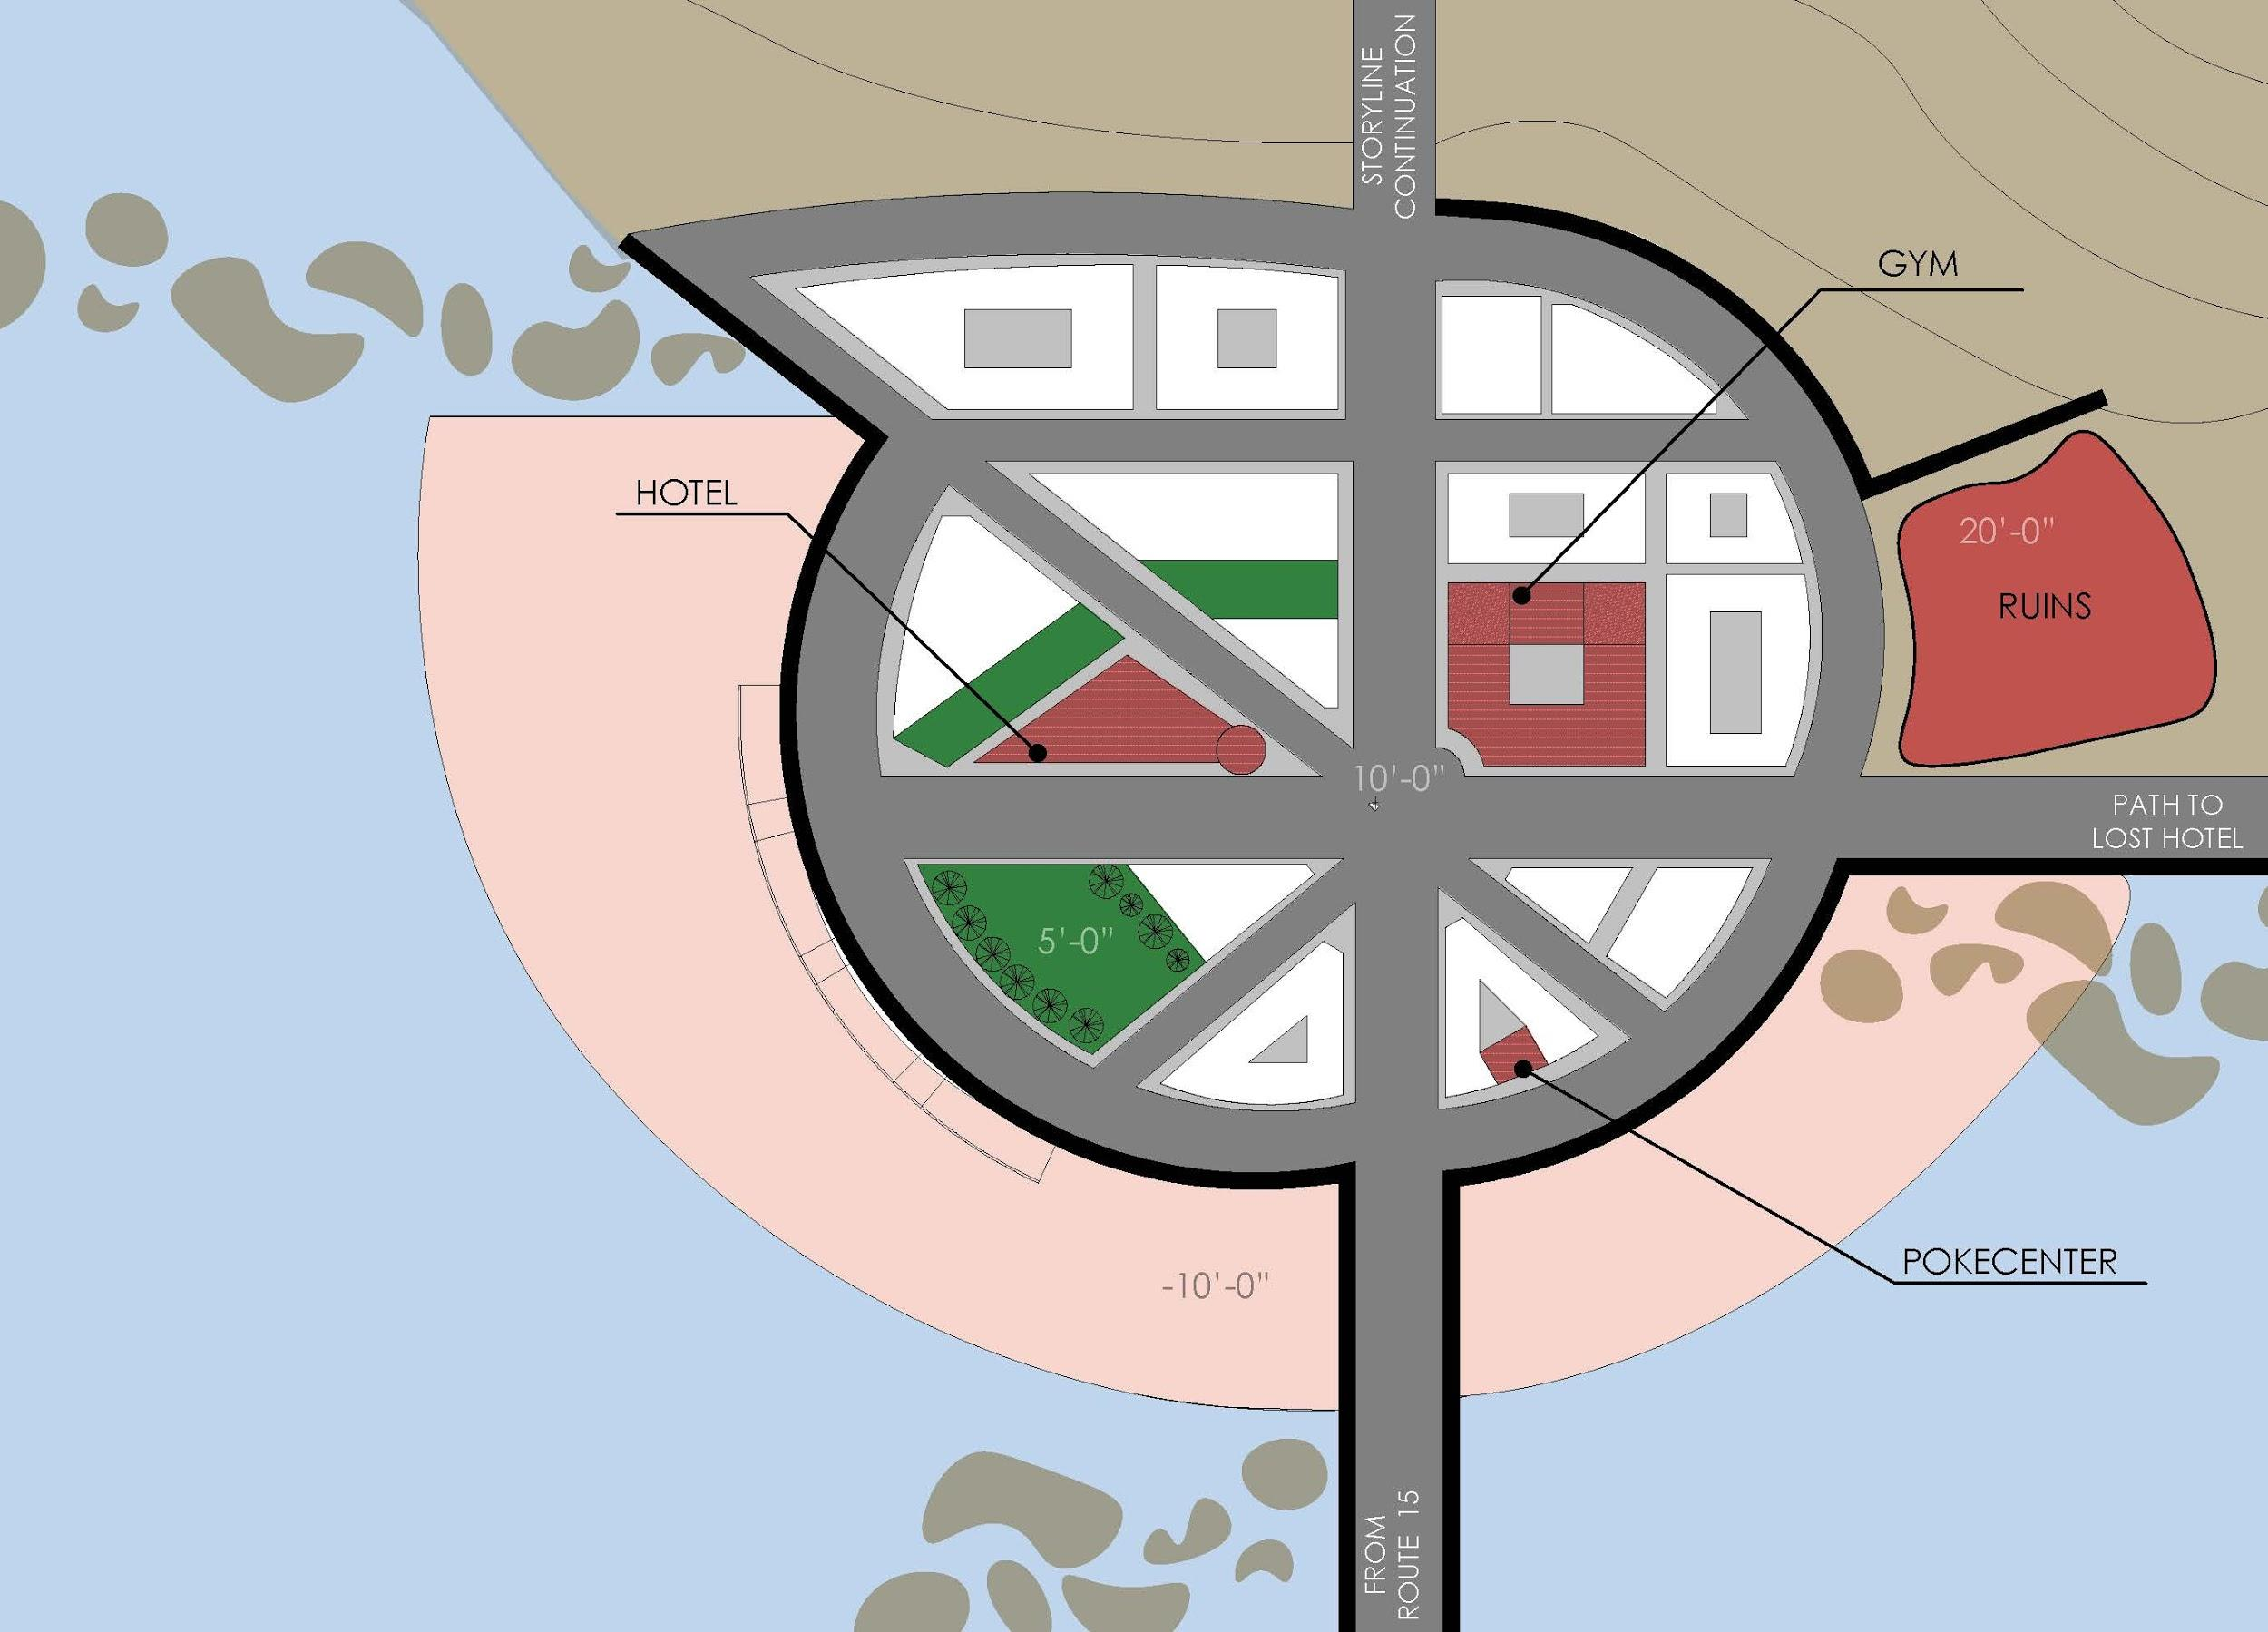 STORYLINE
CONTINUATION
GYM
HOTEL
20'-0"
RUINS
10'-0"
PATH TO
LOST HOTEL
5'-0"
POKECENTER
-10'-0"
FROM
ROUTE 15